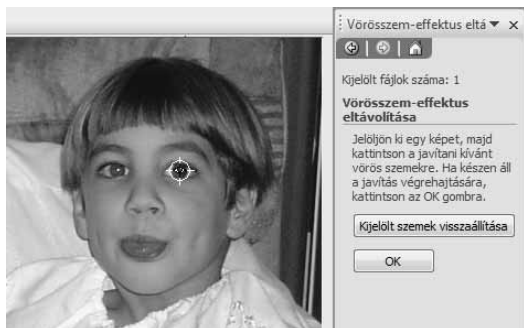 Vörösszem-effektus eltá
Kijelölt fájlok száma: 1
Vörösszem-effektus
eltávolítása
Jelöljön ki egy képet, majd
kattintson a javítani kívánt
vörös szemekre. Ha készen áll
a javítás végrehajtására,
kattintson az OK gombra.
Kijelölt szemek visszaállítása
OK